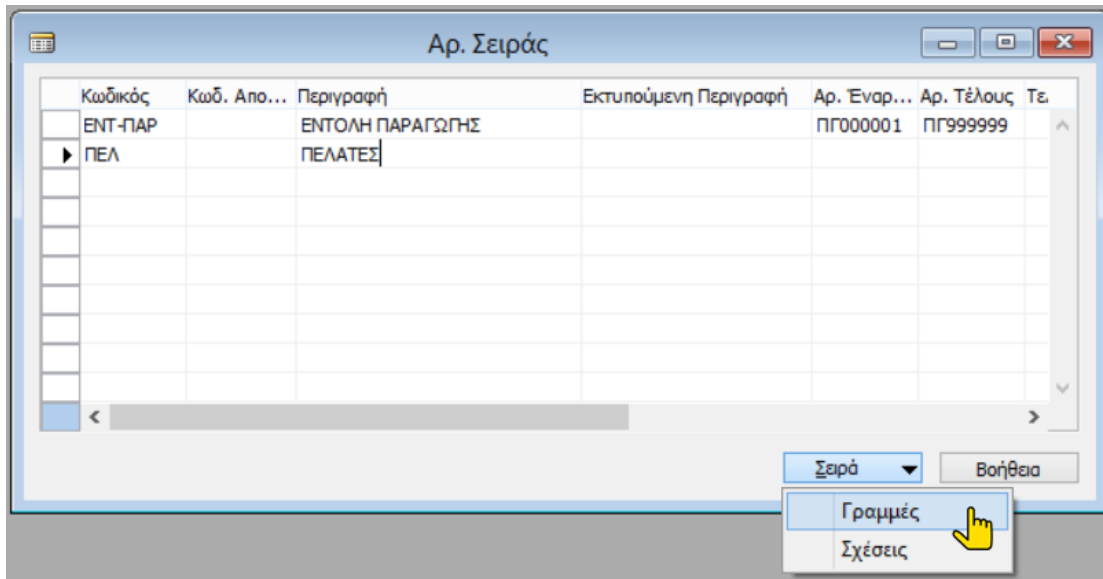 Αρ. Σειράς
Κωδικός Κωδ. Απο... Περιγραφή Εκτυπούμενη Περιγραφή Αρ. Έναρ... Αρ. Τέλους Τε.
ΕΝΤ-ΠΑΡ ΕΝΤΟΛΗ ΠΑΡΑΓΩΓΗΣ ΠΓ000001 ΠΓ999999
ΠΕΛ ΠΕΛΑΤΕΣ
Σειρά Βοήθεια
Γραμμές
Σχέσεις